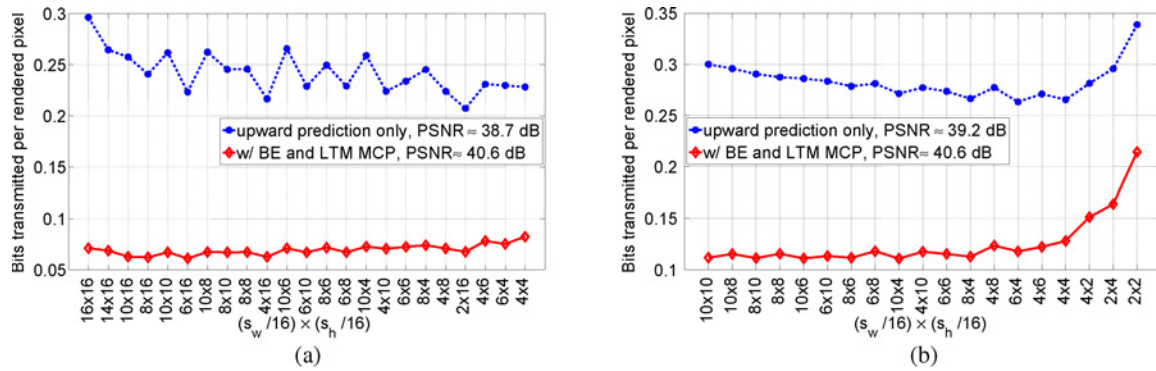 Bits transmitted per rendered pixel
0.3
0.25
0.2
0.15
0.1
0.05
upward prediction only, PSNR ≈ 38.7 dB
w/ BE and LTM MCP, PSNR≈ 40.6 dB
16x16
14x16
10x16
8x16
10x10
6x16
10x8
8x10
8x8
4x16
10x6
6x10
8x6
6x8
10x4
4x10
6x6
8x4
4x8
2x16
4x6
6x4
4x4
(s_w /16) × (s_h /16)
(a)
Bits transmitted per rendered pixel
0.35
0.3
0.25
0.2
0.15
0.1
upward prediction only, PSNR ≈ 39.2 dB
w/ BE and LTM MCP, PSNR≈ 40.6 dB
10x10
10x8
8x10
8x8
10x6
6x10
8x6
6x8
10x4
4x10
6x6
8x4
4x8
6x4
4x6
4x4
4x2
2x4
2x2
(s_w /16) × (s_h /16)
(b)